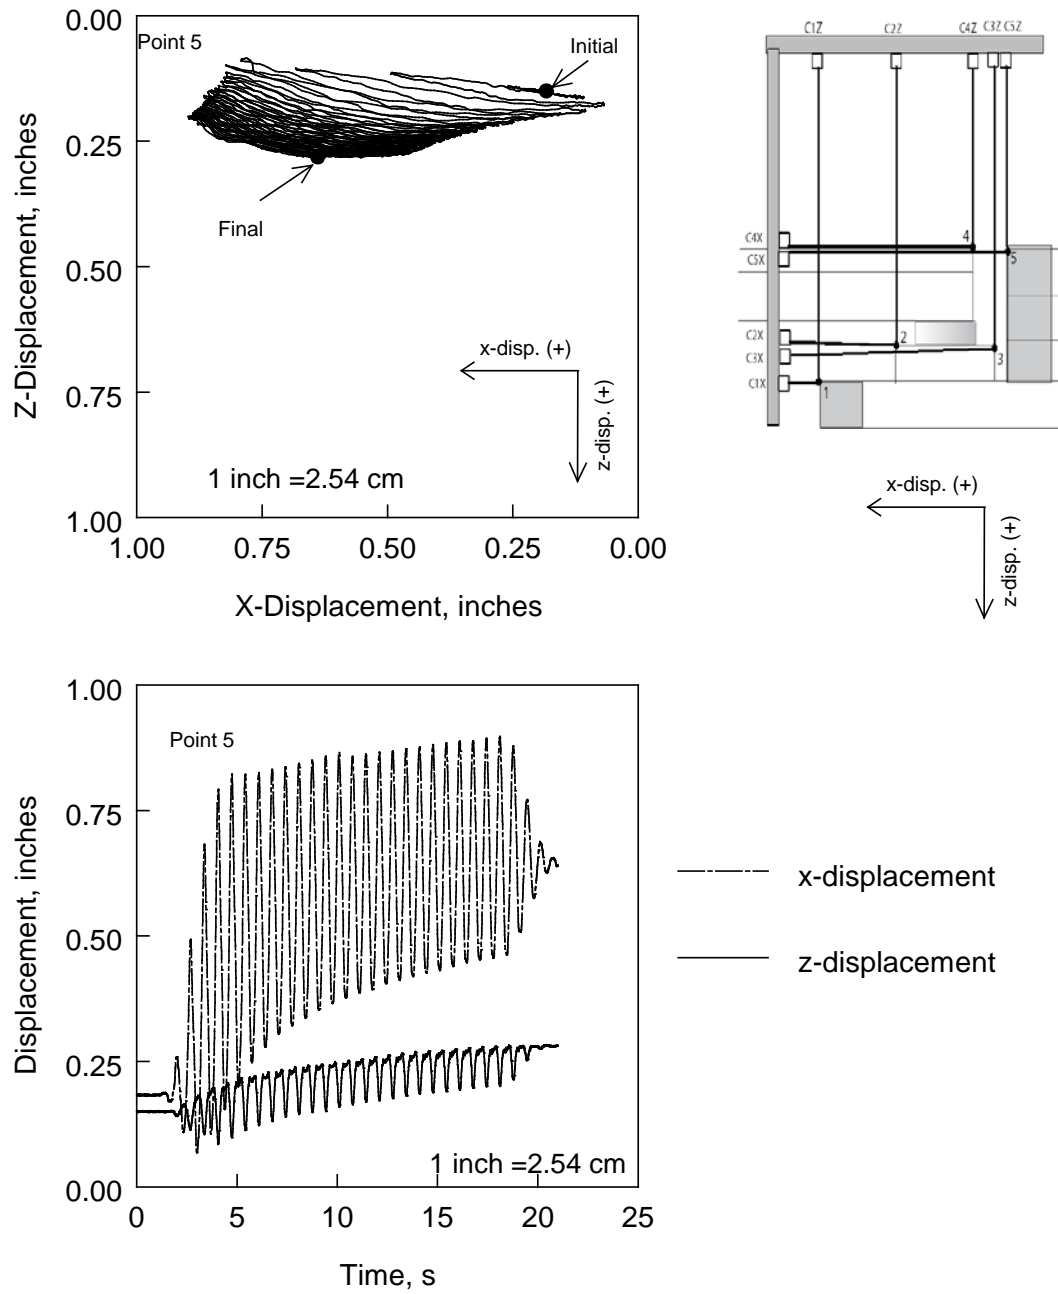 0.00
Point 5
Initial
0.25
Final
0.50
x-disp. (+)
0.75
z-disp. (+)
1 inch =2.54 cm
1.00
1.00 0.75 0.50 0.25 0.00
Z-Displacement, inches
X-Displacement, inches
C1Z C2Z C4Z C3Z C5Z
C4X
4
C5X
5
C2X
2
C3X
3
C1X
1
x-disp. (+)
z-disp. (+)
1.00
Point 5
0.75
0.50
0.25
1 inch =2.54 cm
0.00
0 5 10 15 20 25
Displacement, inches
Time, s
x-displacement
z-displacement